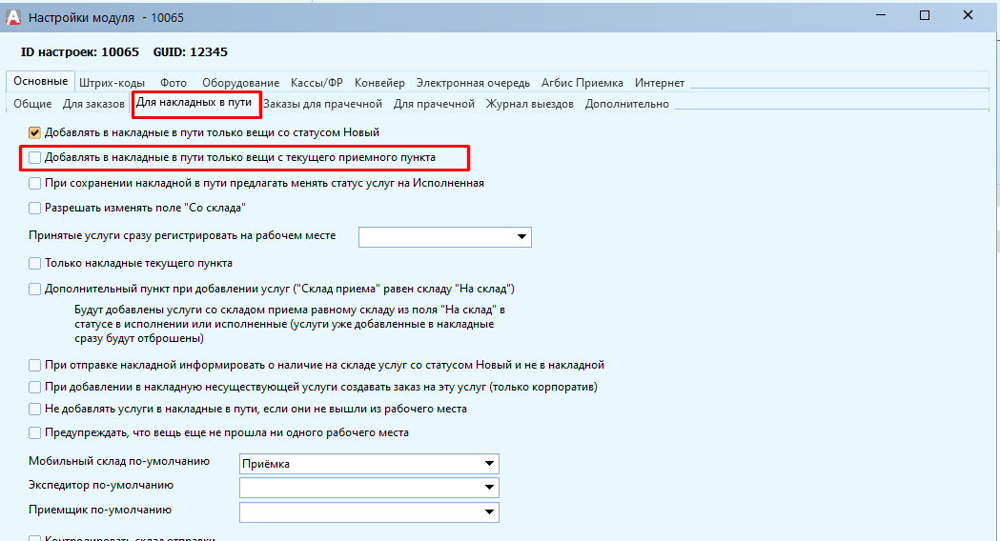 Настройки модуля - 10065
ID настроек: 10065 GUID: 12345
Основные Штрих-коды Фото Оборудование Кассы/ФР Конвейер Электронная очередь Агбис Приемка Интернет
Общие Для заказов Для накладных в пути Заказы для прачечной Для прачечной Журнал выездов Дополнительно
Добавлять в накладные в пути только вещи со статусом Новый
Добавлять в накладные в пути только вещи с текущего приемного пункта
При сохранении накладной в пути предлагать менять статус услуг на Исполненная
Разрешать изменять поле "Со склада"
Принятые услуги сразу регистрировать на рабочем месте
Только накладные текущего пункта
Дополнительный пункт при добавлении услуг ("Склад приема" равен складу "На склад")
Будут добавлены услуги со складом приема равному складу из поля "На склад" в
статусе в исполнении или исполненные (услуги уже добавленные в накладные
сразу будут отброшены)
При отправке накладной информировать о наличие на складе услуг со статусом Новый и не в накладной
При добавлении в накладную несуществующей услуги создавать заказ на эту услуг (только корпоратив)
Не добавлять услуги в накладные в пути, если они не вышли из рабочего места
Предупреждать, что вещь еще не прошла ни одного рабочего места
Мобильный склад по-умолчанию Приёмка
Экспедитор по-умолчанию
Приемщик по-умолчанию
Контролировать склад отправки